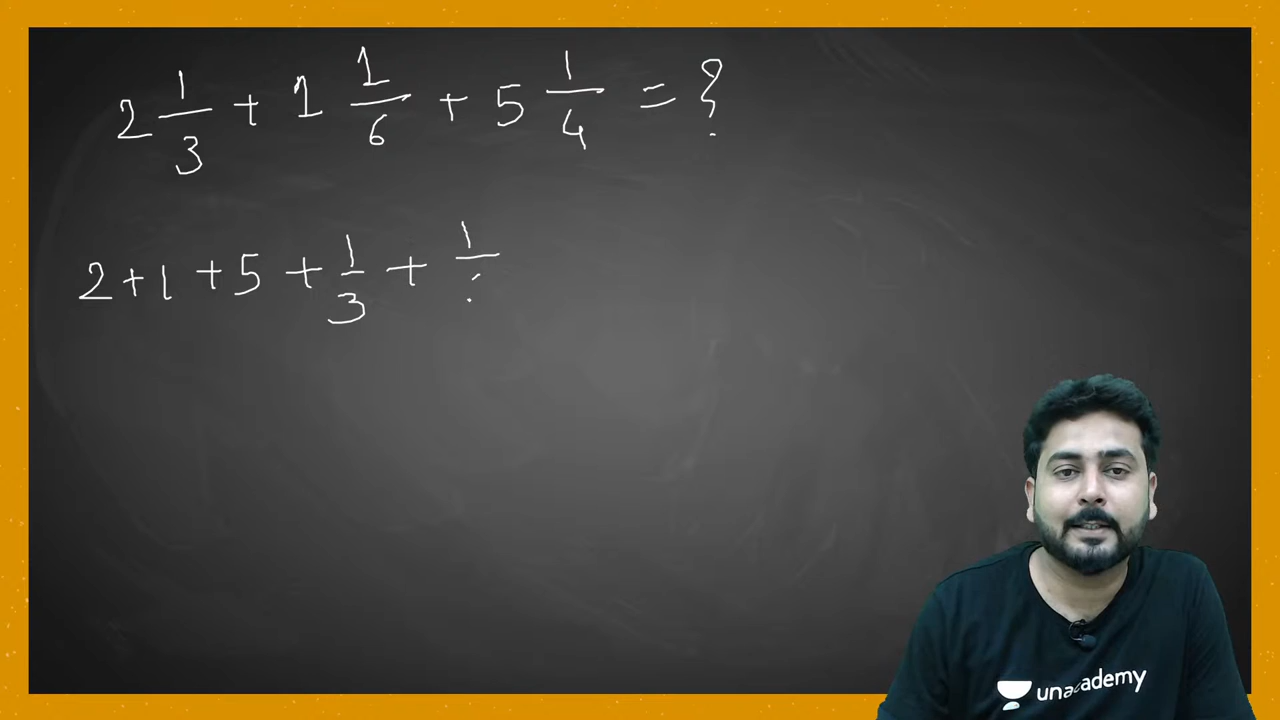 2 1/3 + 1 1/6 + 5 1/4 = ?
2 + 1 + 5 + 1/3 + 1/
unacademy